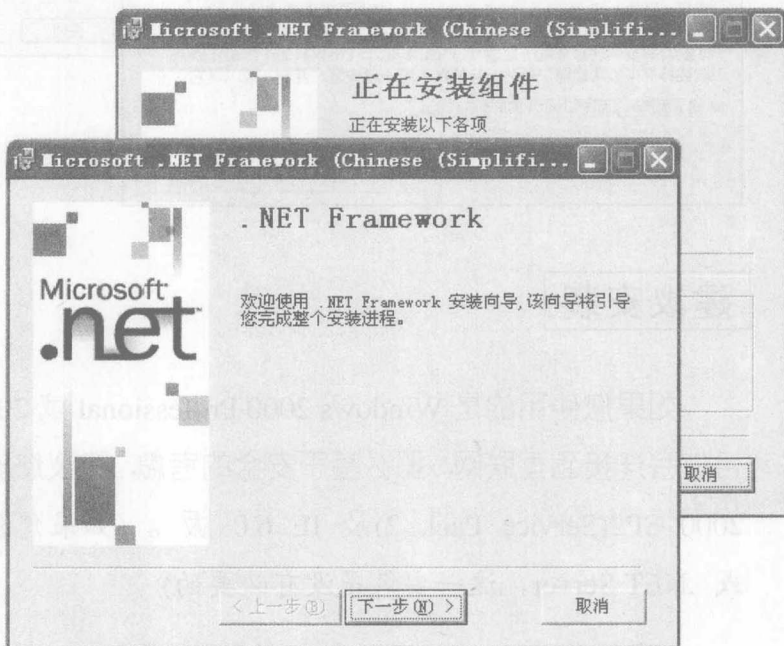 Microsoft .NET Framework (Chinese (Simplifi...
正在安装组件
正在安装以下各项
Microsoft .NET Framework (Chinese (Simplifi...
.NET Framework
Microsoft
.net
欢迎使用 .NET Framework 安装向导,该向导将引导
您完成整个安装进程。
取消
<上一步(B)
下一步(N) >
取消